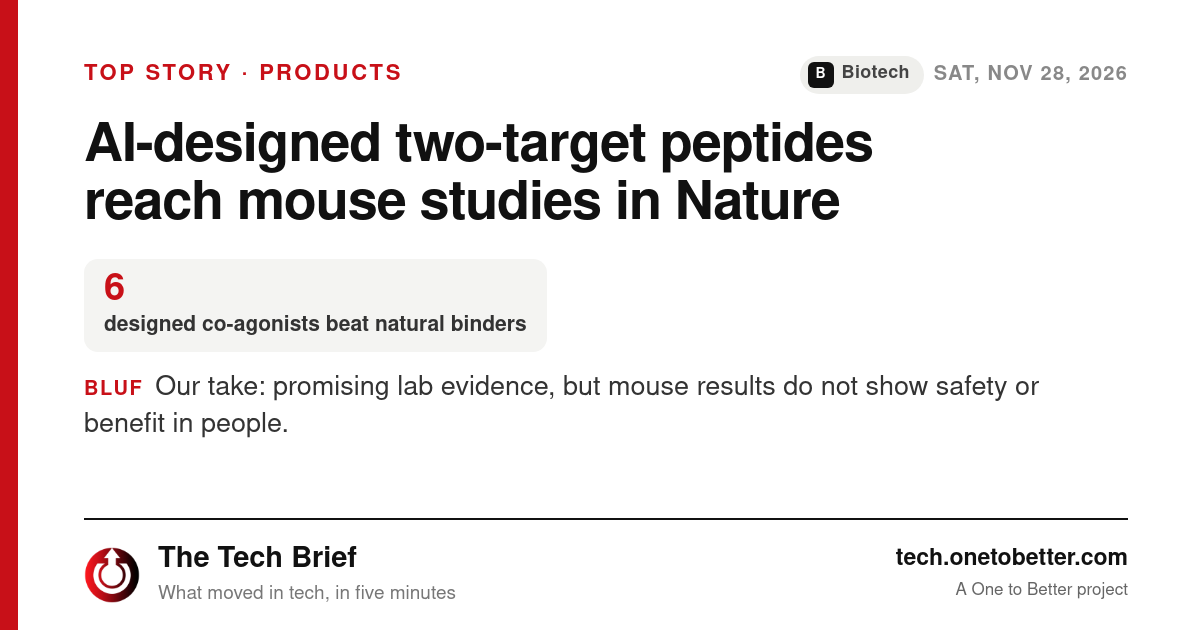 TOP STORY · PRODUCTS
B Biotech SAT, NOV 28, 2026
AI-designed two-target peptides
reach mouse studies in Nature
6
designed co-agonists beat natural binders
BLUF Our take: promising lab evidence, but mouse results do not show safety or
benefit in people.
The Tech Brief
What moved in tech, in five minutes
tech.onetobetter.com
A One to Better project